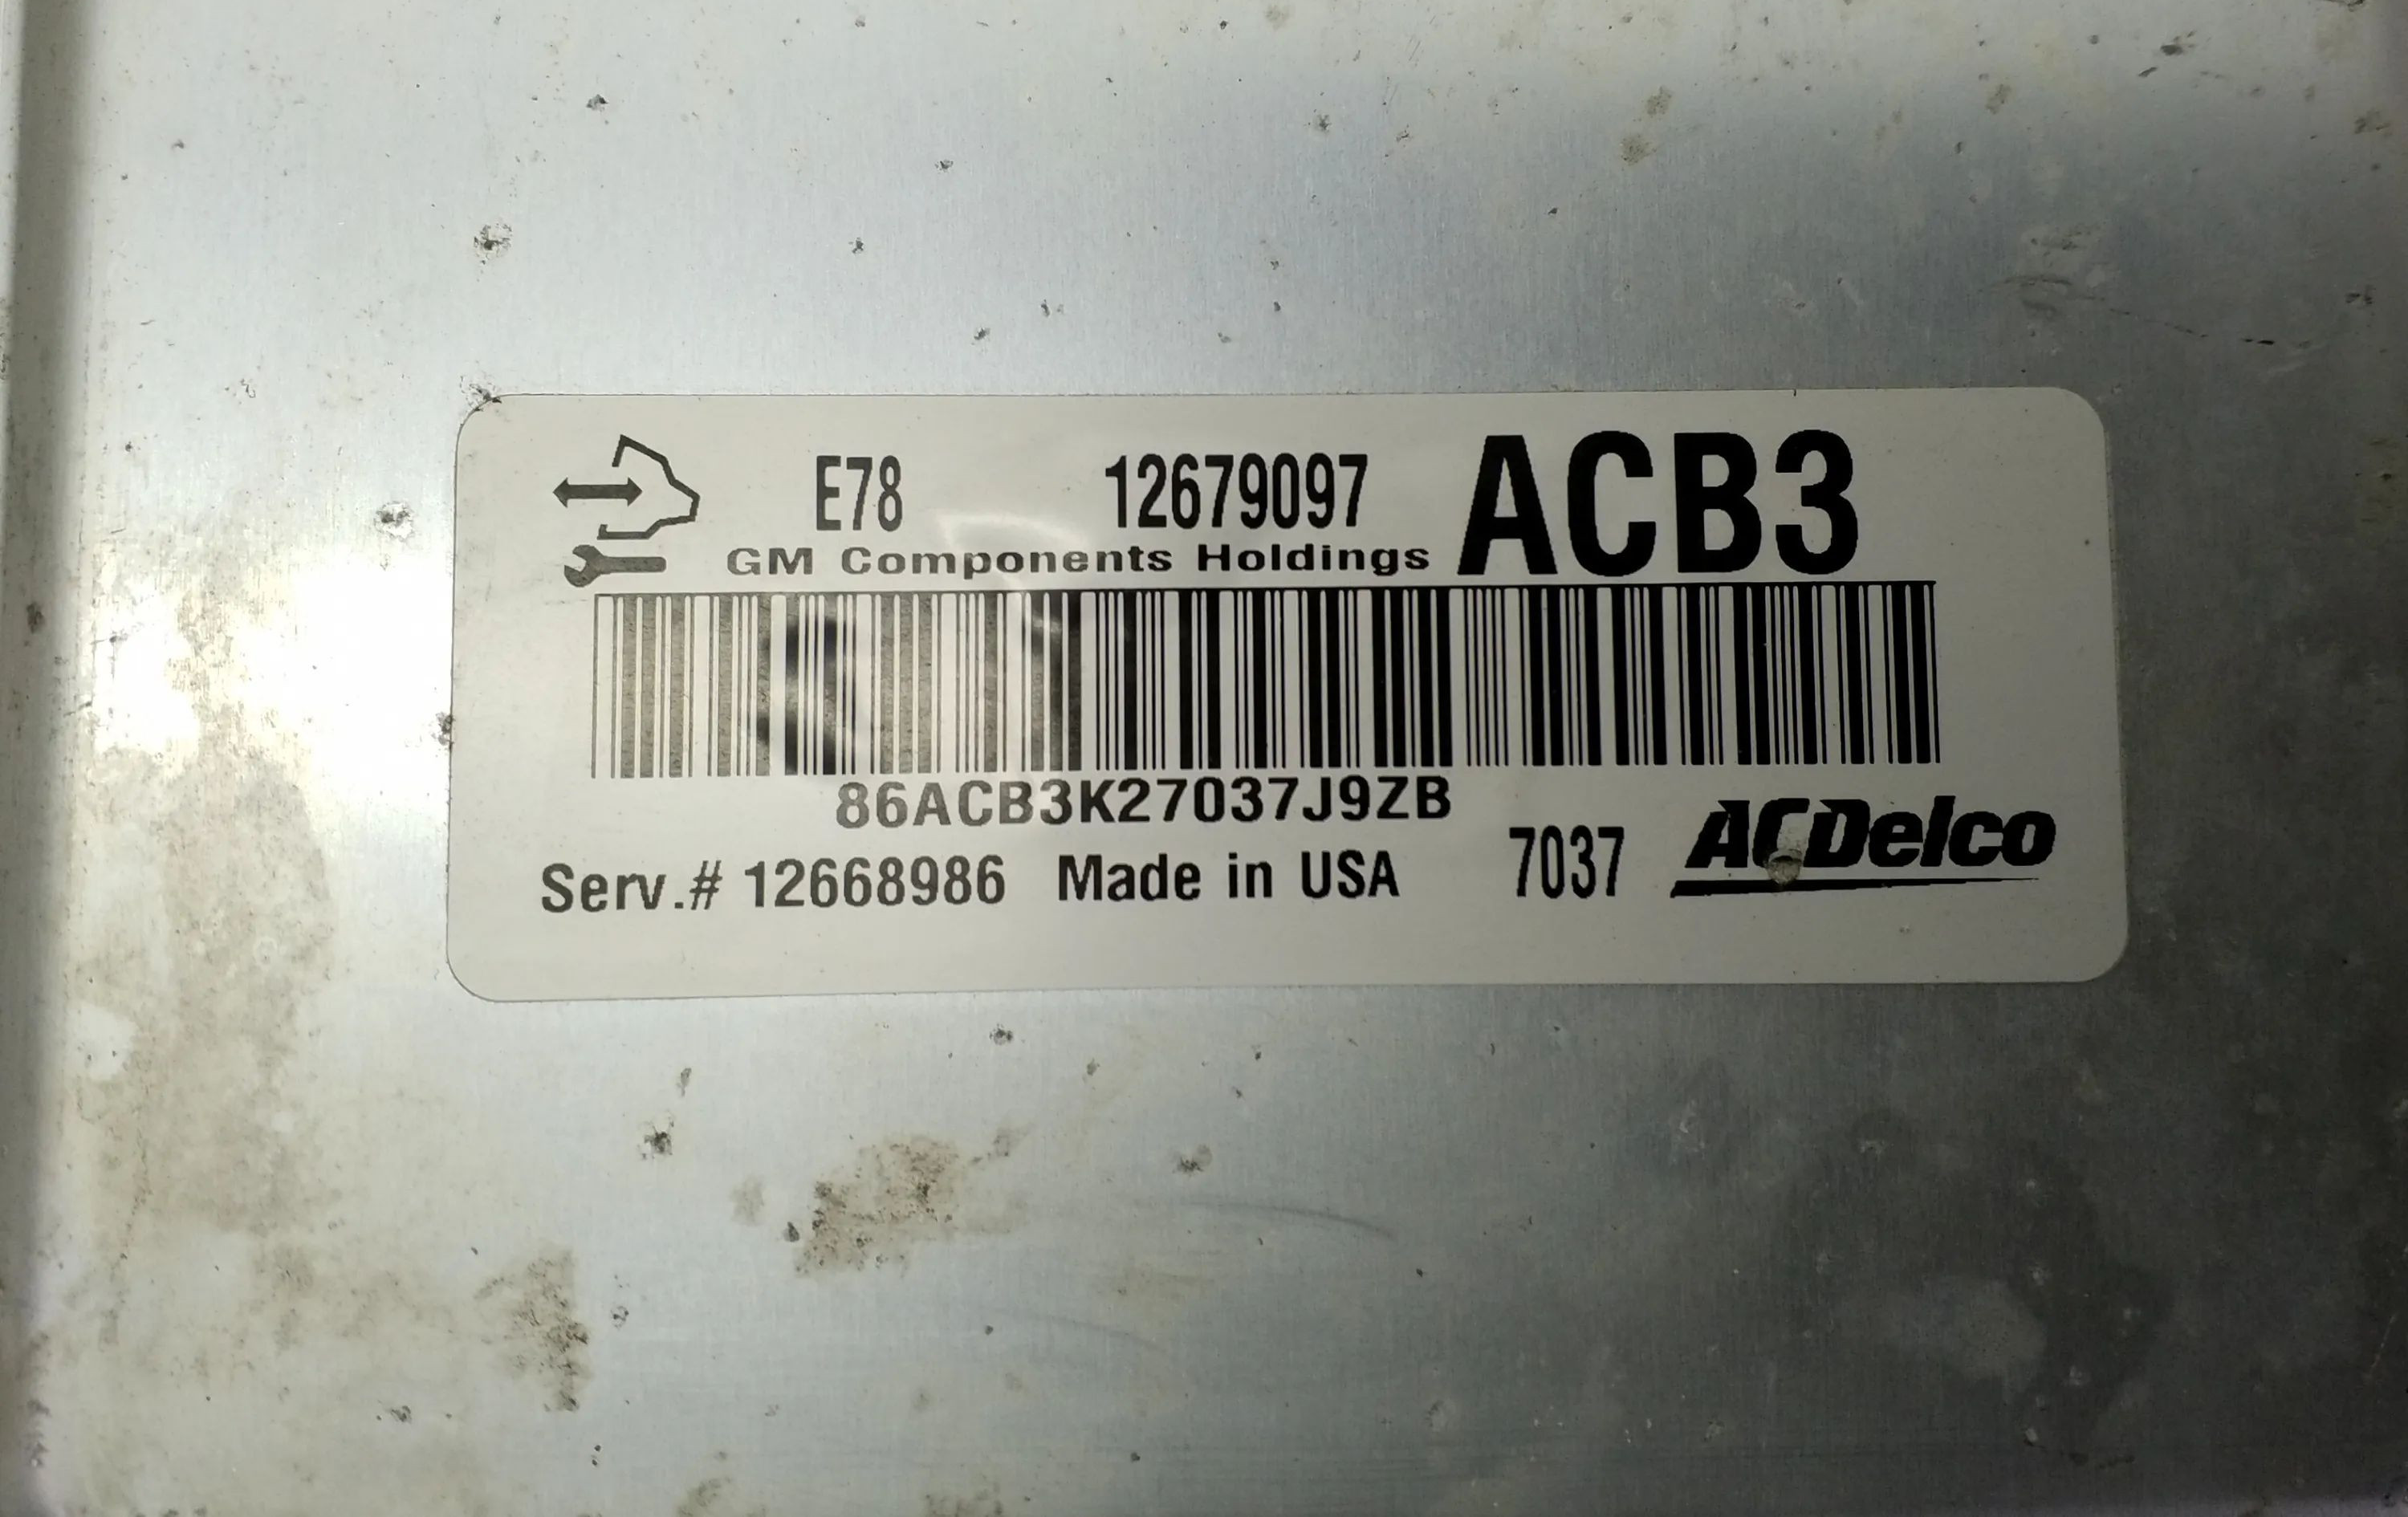 E78 12679097 ACB3
GM Components Holdings
86ACB3K27037J9ZB
Serv.# 12668986 Made in USA 7037 ACDelco